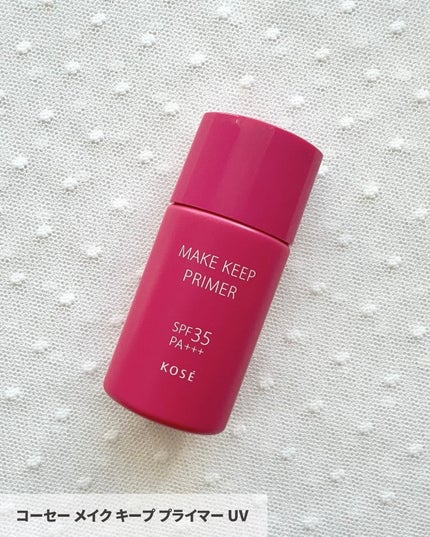 MAKE KEEP
PRIMER
SPF35
PA+++
KOSÉ
コーセー メイク キープ プライマー UV